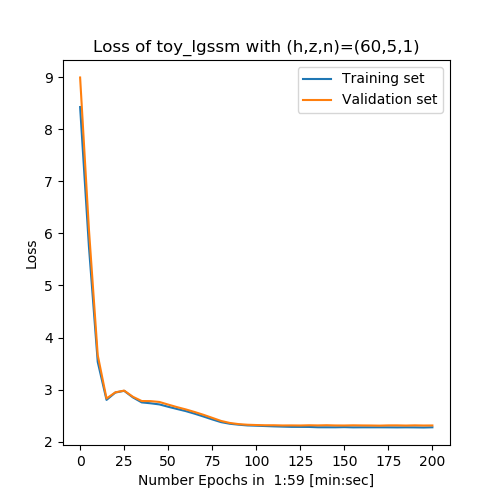 Loss of toy_lgssm with (h,z,n)=(60,5,1)
Training set
Validation set
9
8
7
6
5
4
3
2
Loss
0 25 50 75 100 125 150 175 200
Number Epochs in  1:59 [min:sec]